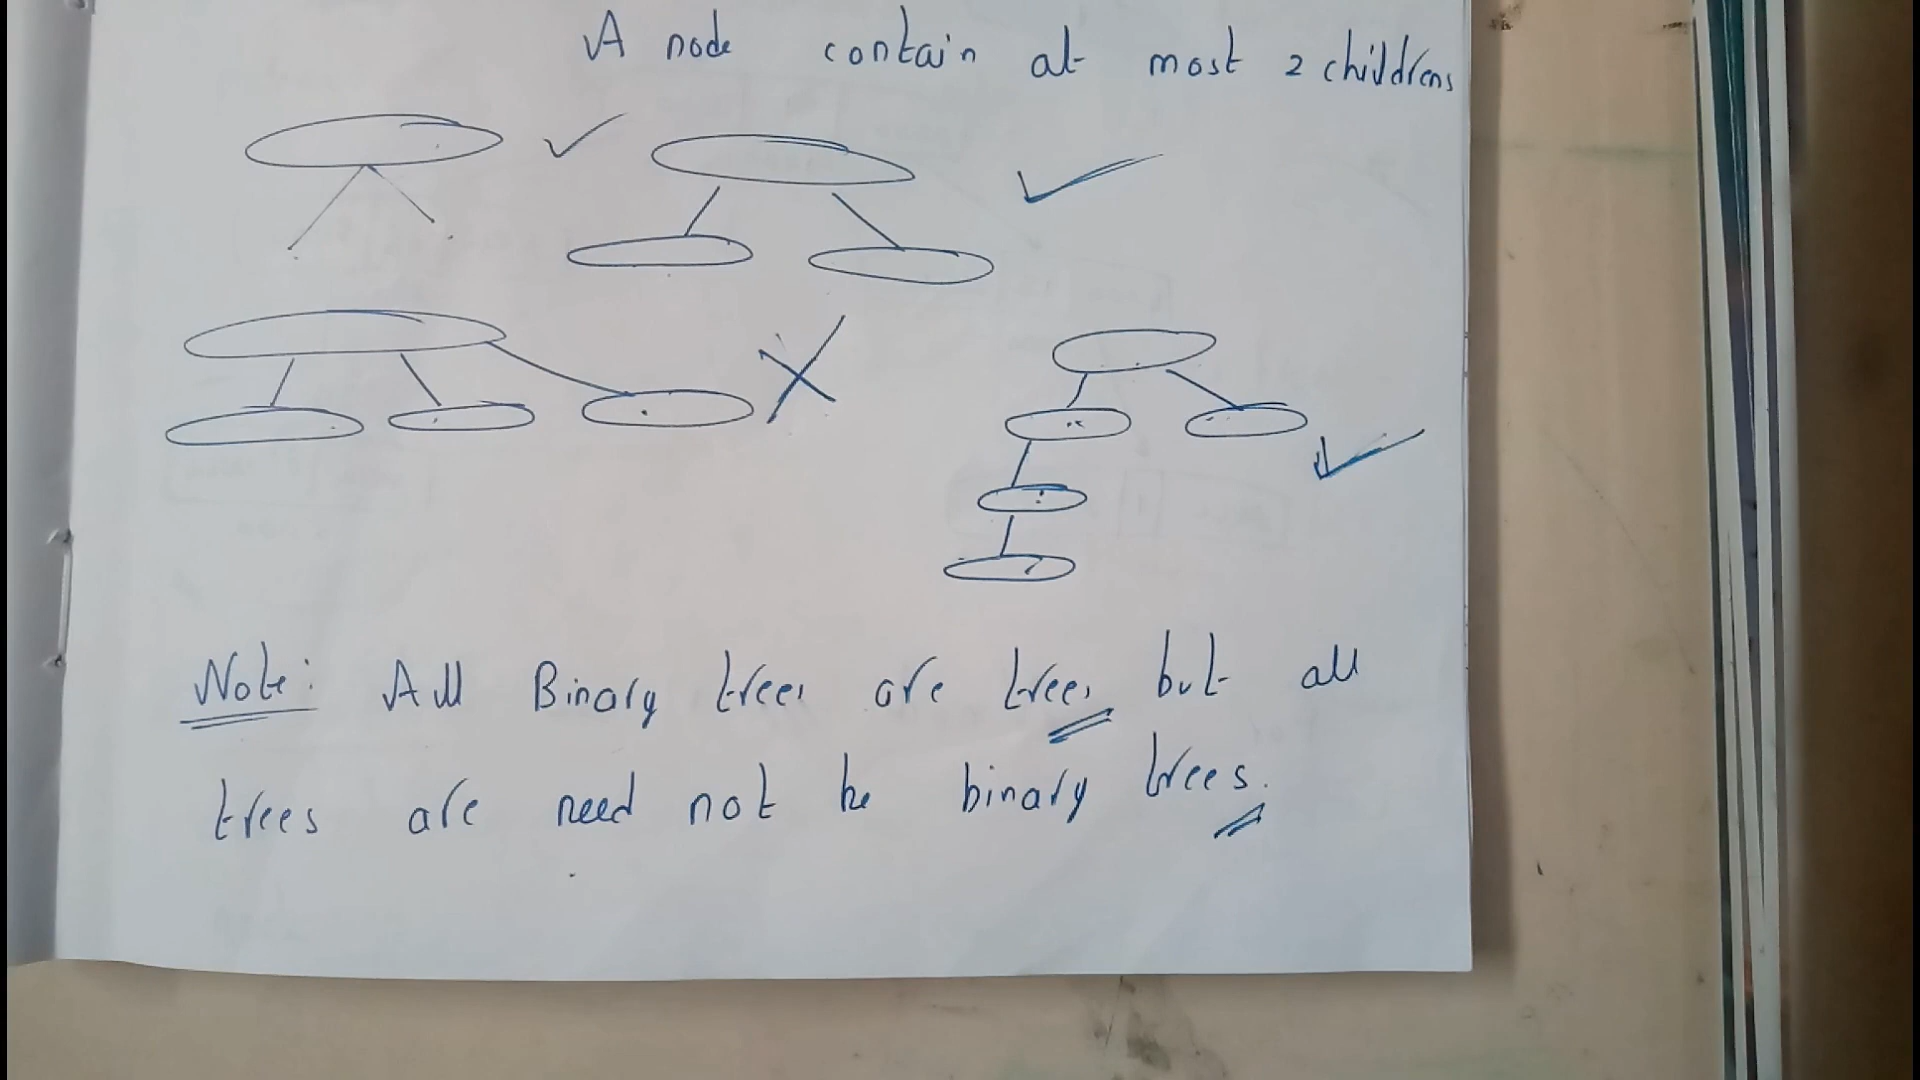 A node contain at most 2 childrens
Note: All Binary trees are trees but all
trees are need not be binary trees.